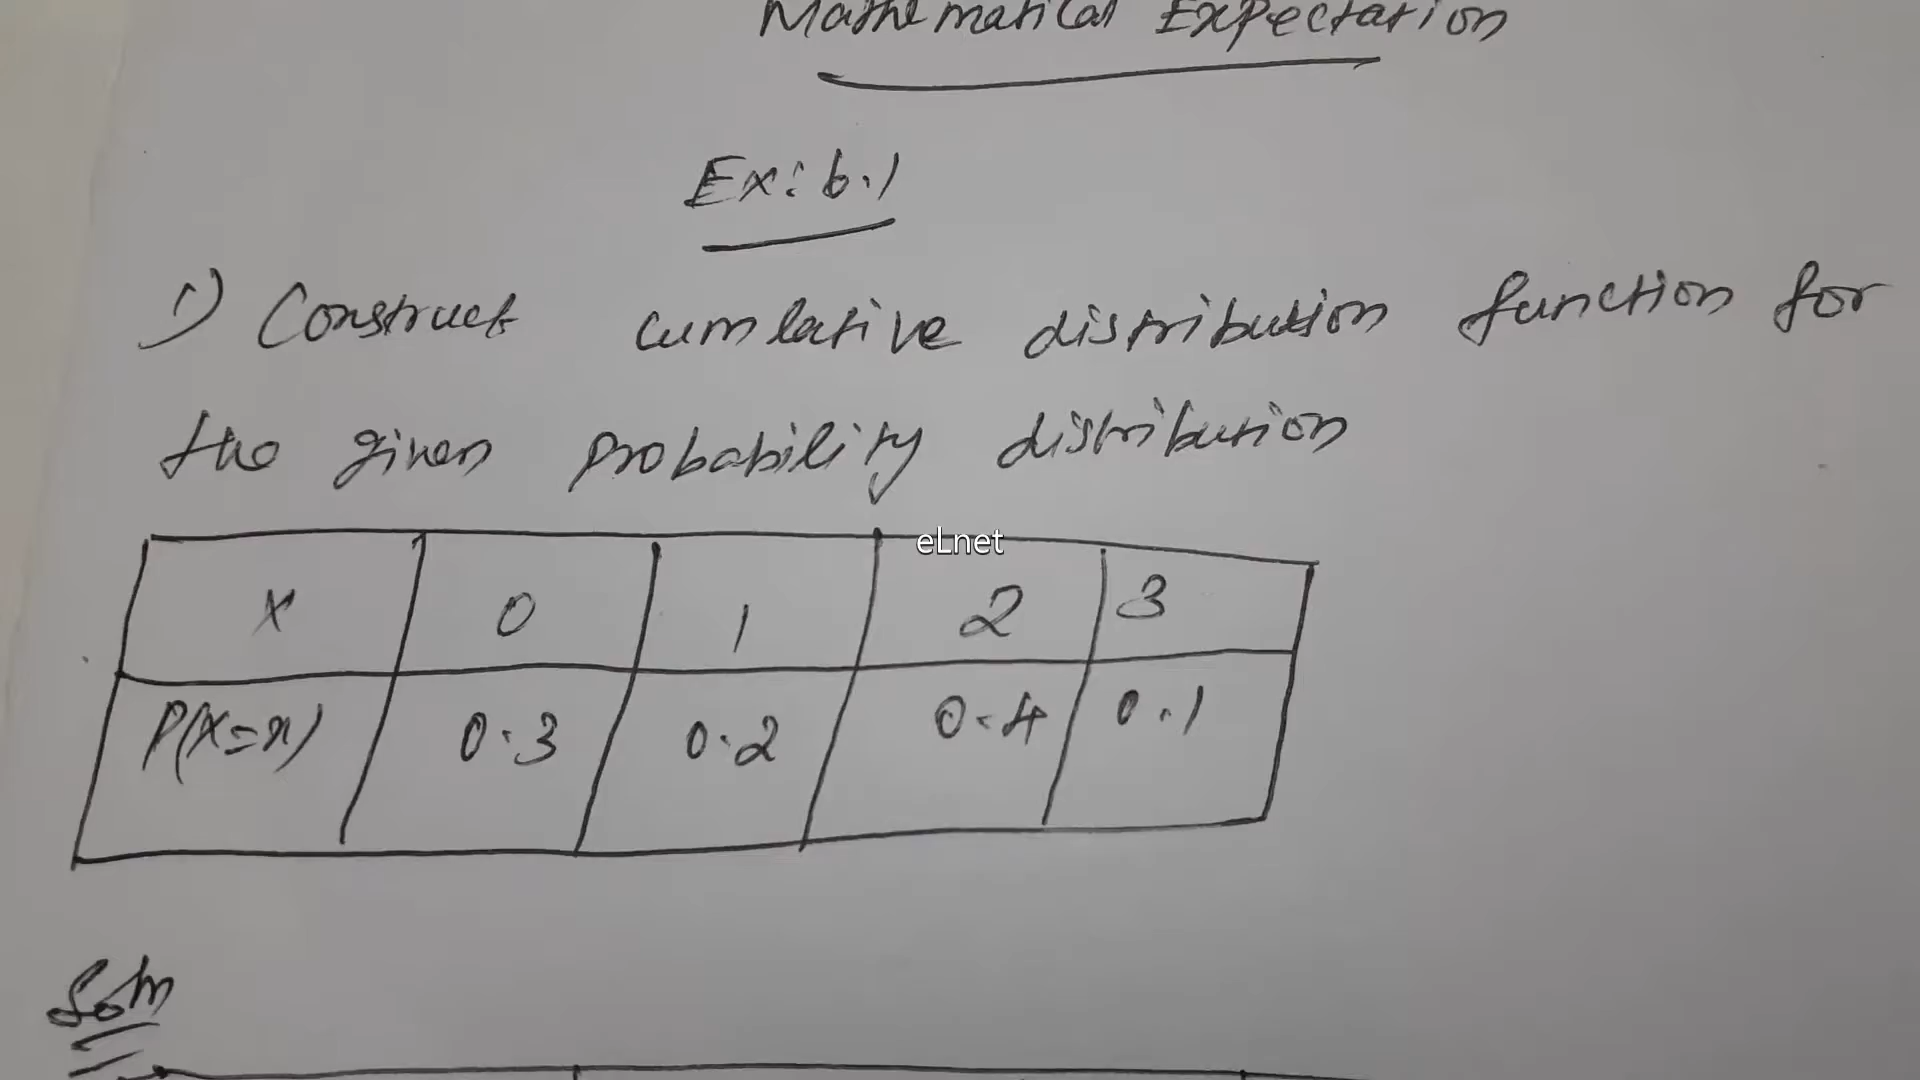 Mathematical Expectation
Ex: 6.1
1) Construct cumlative distribution function for
the given probability distribution
eLnet
X 0 1 2 3
P(X=x) 0.3 0.2 0.4 0.1
Soln